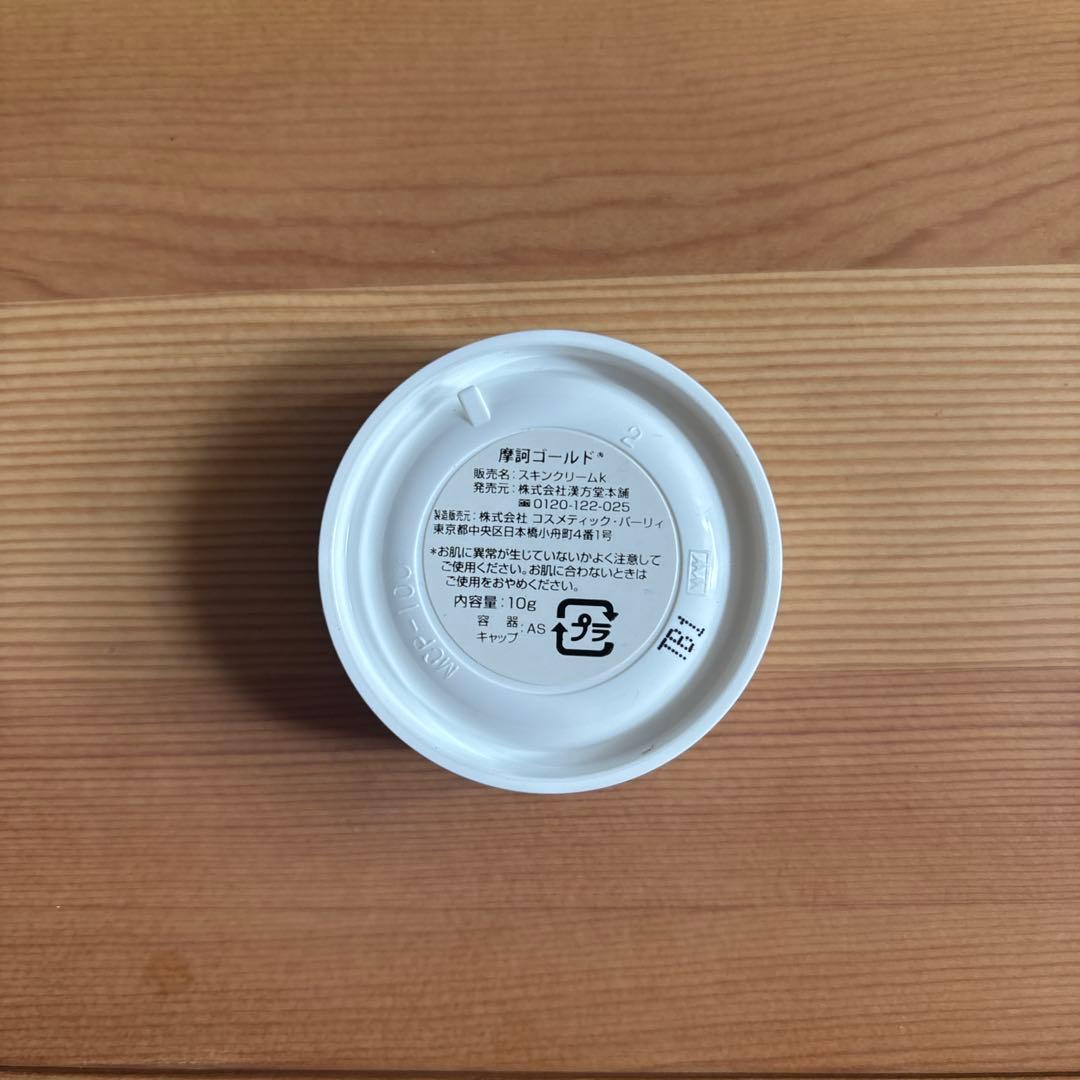 摩訶ゴールド®
販売名:スキンクリームk
発売元:株式会社漢方堂本舗
0120-122-025
製造販売元:株式会社 コスメティック・バーリィ
東京都中央区日本橋小舟町4番1号
*お肌に異常が生じていないかよく注意して
ご使用ください。お肌に合わないときは
ご使用をおやめください。
内容量:10g
容器
キャップ:AS
プラ
2
TB1
MCP-100